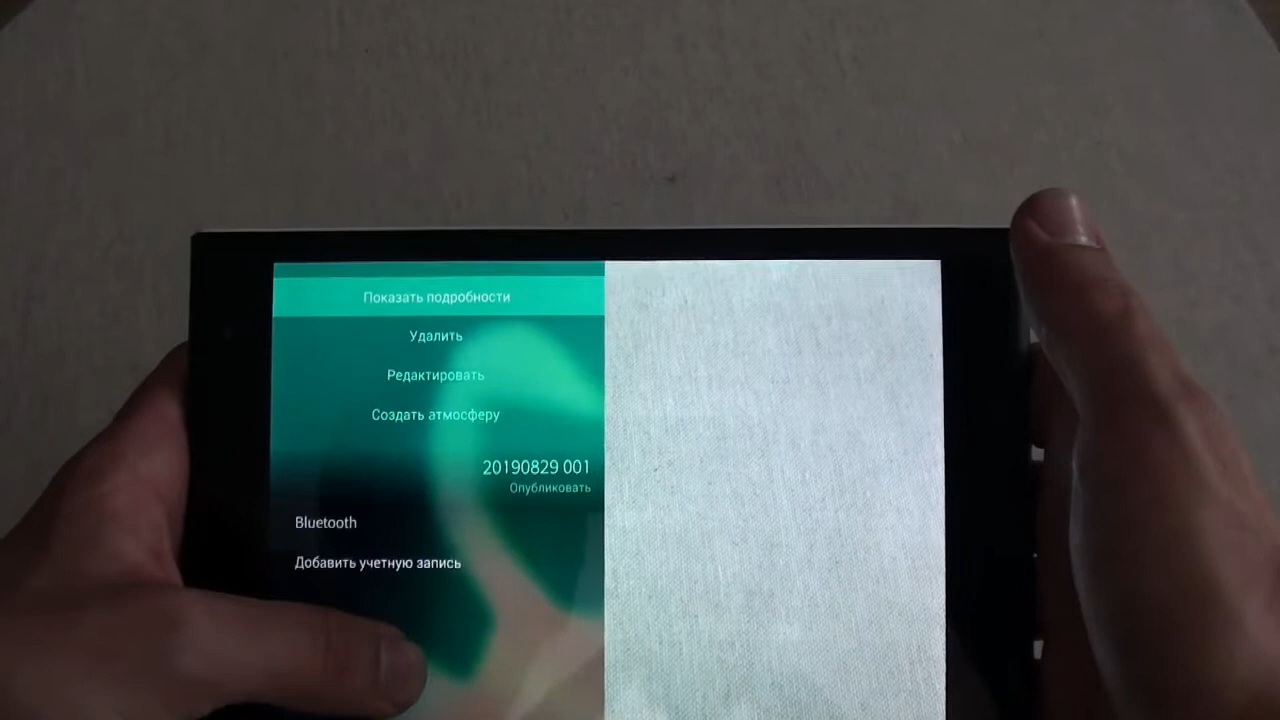 Показать подробности
Удалить
Редактировать
Создать атмосферу
20190829 001
Опубликовать
Bluetooth
Добавить учетную запись